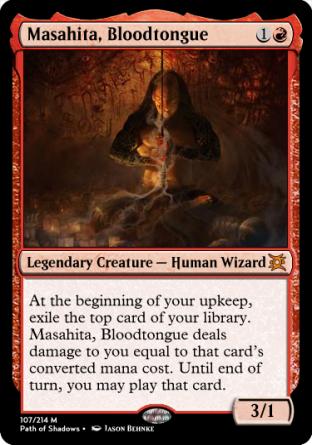 Masahita, Bloodtongue 1
Legendary Creature — Human Wizard
At the beginning of your upkeep,
exile the top card of your library.
Masahita, Bloodtongue deals
damage to you equal to that card's
converted mana cost. Until end of
turn, you may play that card.
3/1
107/214 M
Path of Shadows • Jason Behnke